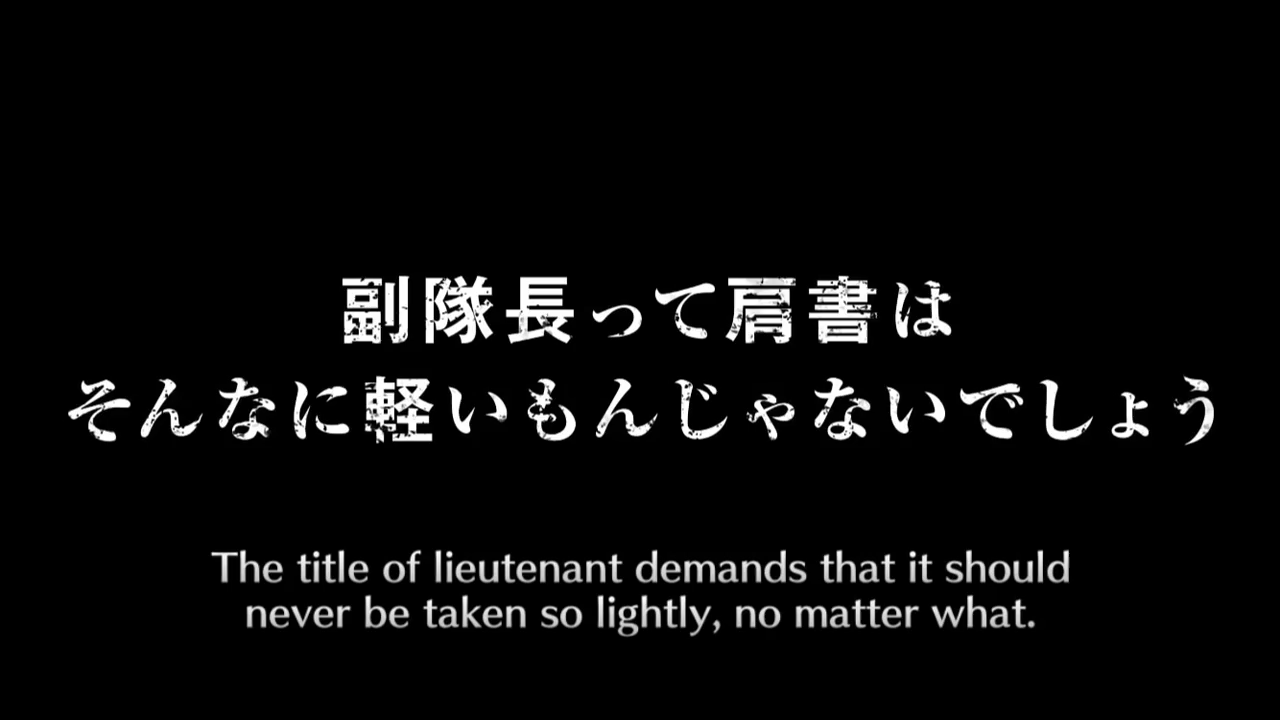 副隊長って肩書は
そんなに軽いもんじゃないでしょう
The title of lieutenant demands that it should
never be taken so lightly, no matter what.